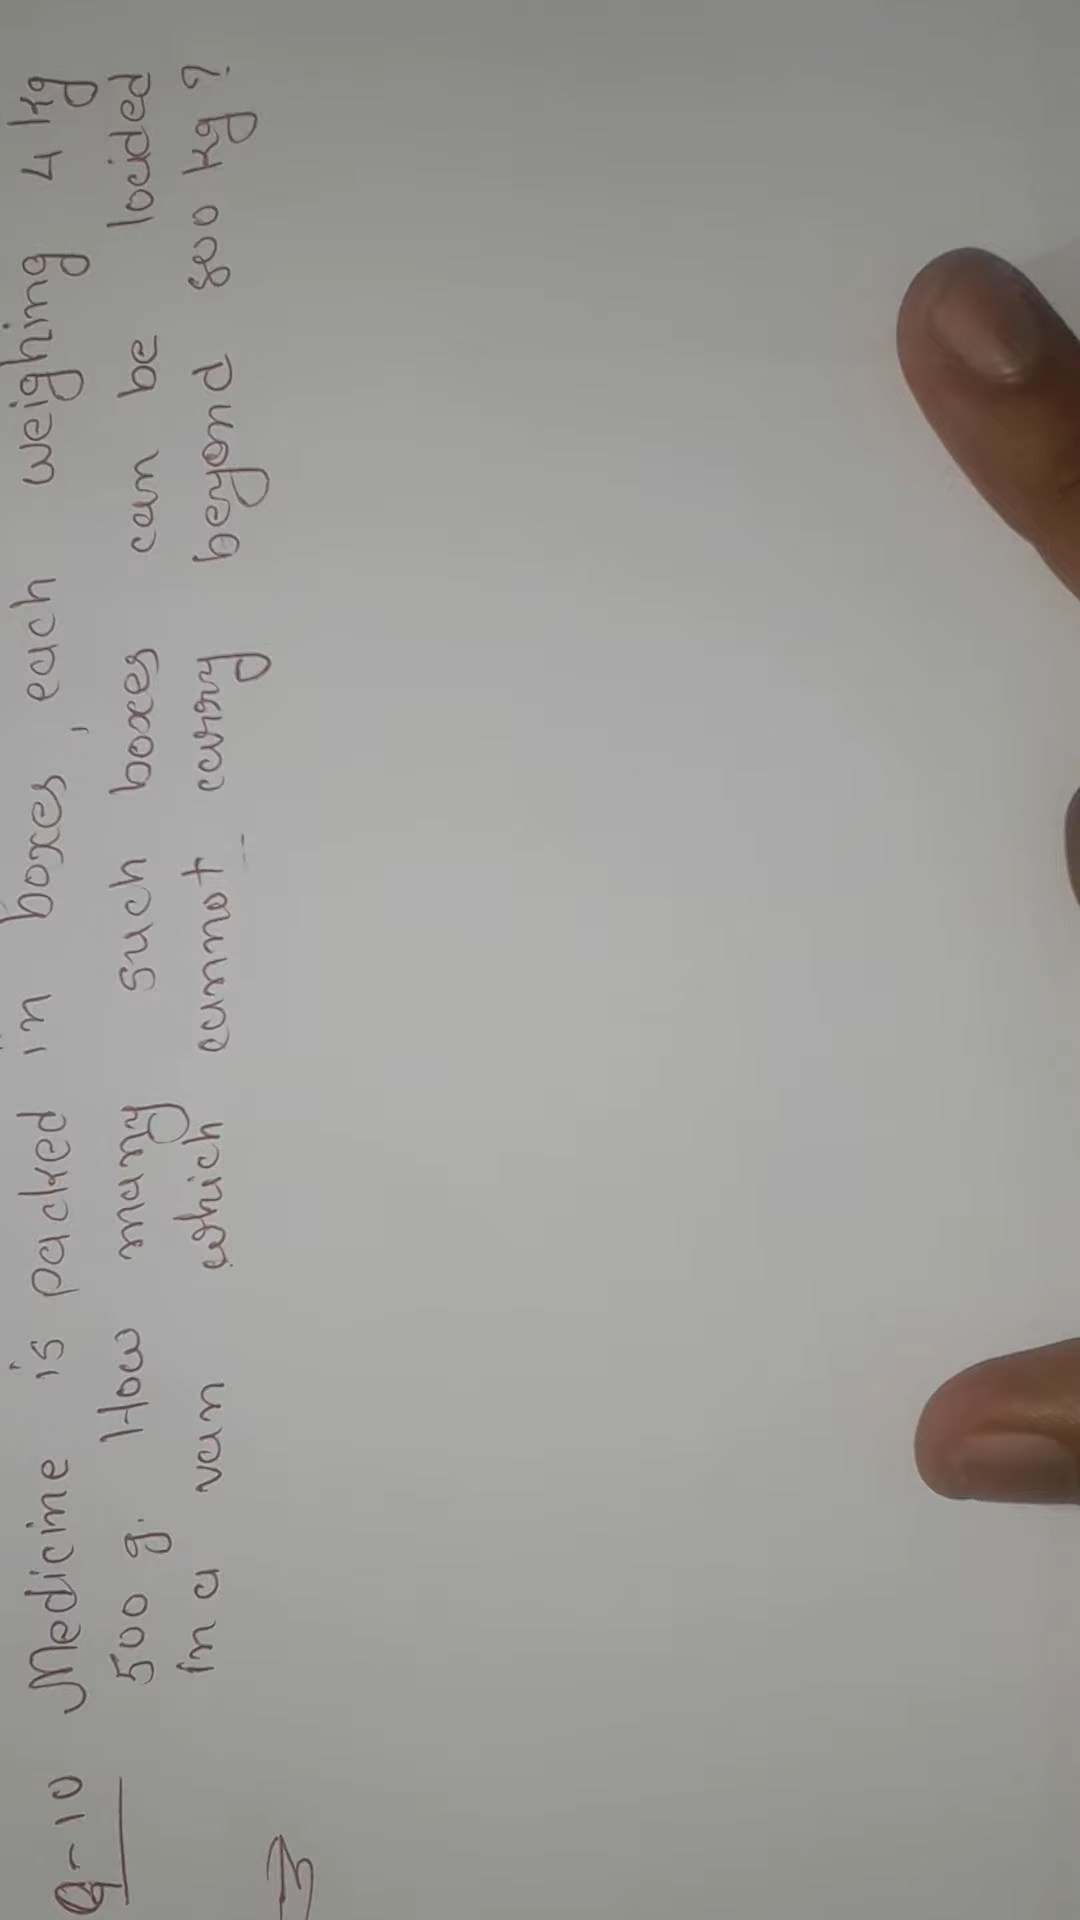 Q-10 Medicine is packed in boxes, each weighing 4 kg
500 g. How many such boxes can be loided
in a van which cannot carry beyond 800 kg ?